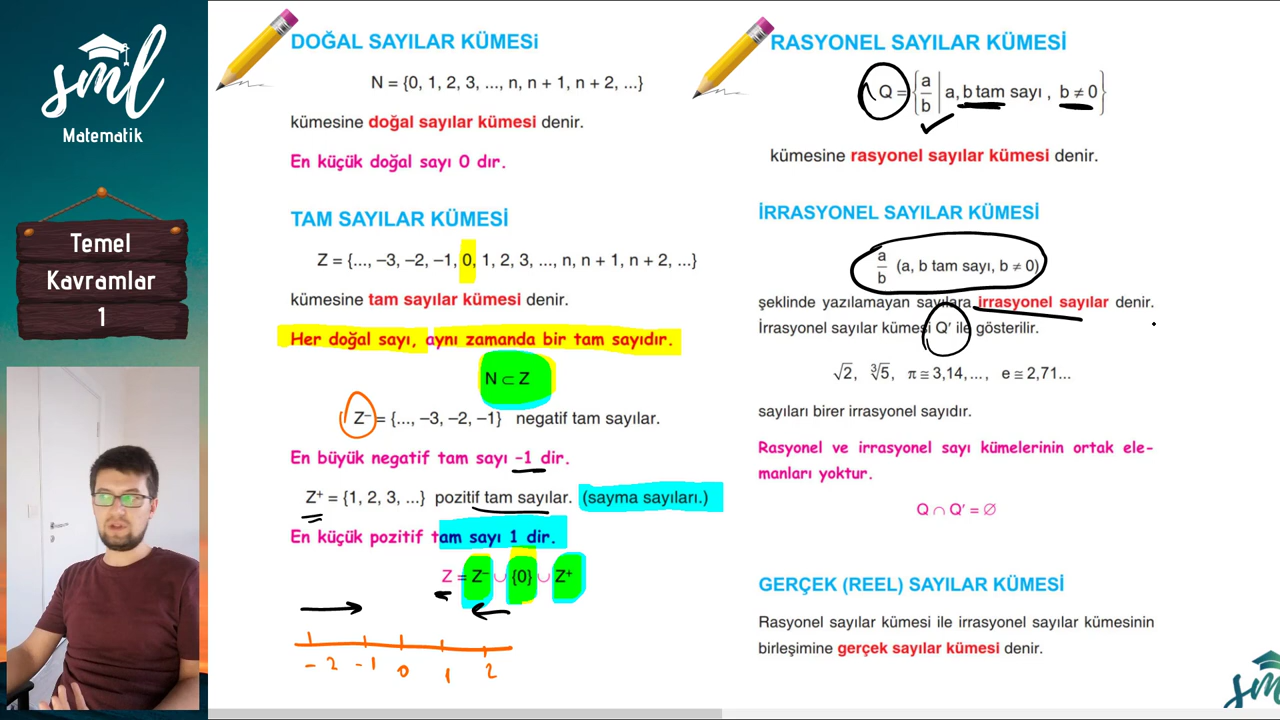 sml
Matematik
Temel
Kavramlar
1
DOĞAL SAYILAR KÜMESi
N = {0, 1, 2, 3, ..., n, n + 1, n + 2, ...}
kümesine doğal sayılar kümesi denir.
En küçük doğal sayı 0 dır.
TAM SAYILAR KÜMESİ
Z = {..., −3, −2, −1, 0, 1, 2, 3, ..., n, n + 1, n + 2, ...}
kümesine tam sayılar kümesi denir.
Her doğal sayı, aynı zamanda bir tam sayıdır.
N ⊂ Z
Z⁻ = {..., −3, −2, −1} negatif tam sayılar.
En büyük negatif tam sayı −1 dir.
Z⁺ = {1, 2, 3, ...} pozitif tam sayılar. (sayma sayıları.)
En küçük pozitif tam sayı 1 dir.
Z = Z⁻ ∪ {0} ∪ Z⁺
−2 −1 0 1 2
RASYONEL SAYILAR KÜMESİ
Q = {a/b | a, b tam sayı , b ≠ 0}
kümesine rasyonel sayılar kümesi denir.
İRRASYONEL SAYILAR KÜMESİ
a/b (a, b tam sayı, b ≠ 0)
şeklinde yazılamayan sayılara irrasyonel sayılar denir.
İrrasyonel sayılar kümesi Q′ ile gösterilir.
√2, ∛5, π ≅ 3,14, ..., e ≅ 2,71...
sayıları birer irrasyonel sayıdır.
Rasyonel ve irrasyonel sayı kümelerinin ortak ele-
manları yoktur.
Q ∩ Q′ = ∅
GERÇEK (REEL) SAYILAR KÜMESİ
Rasyonel sayılar kümesi ile irrasyonel sayılar kümesinin
birleşimine gerçek sayılar kümesi denir.
sml